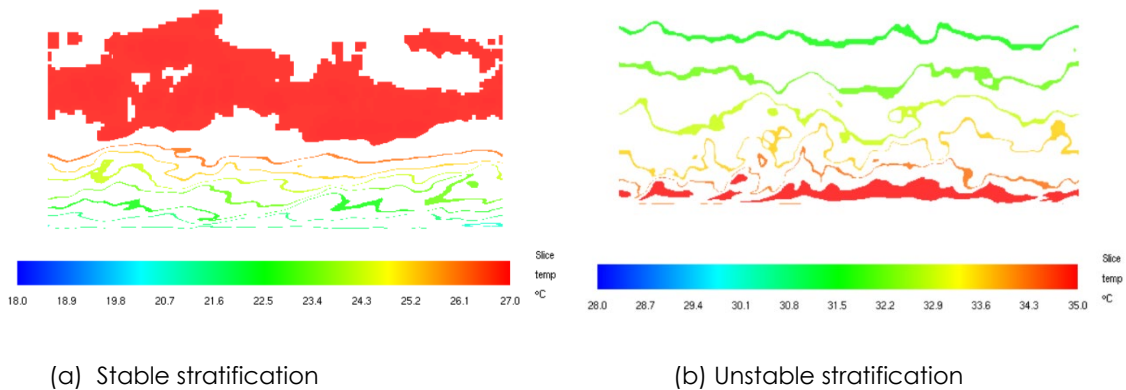 Slice
temp
°C
18.0 18.9 19.8 20.7 21.6 22.5 23.4 24.3 25.2 26.1 27.0
Slice
temp
°C
28.0 28.7 29.4 30.1 30.8 31.5 32.2 32.9 33.6 34.3 35.0
(a) Stable stratification
(b) Unstable stratification